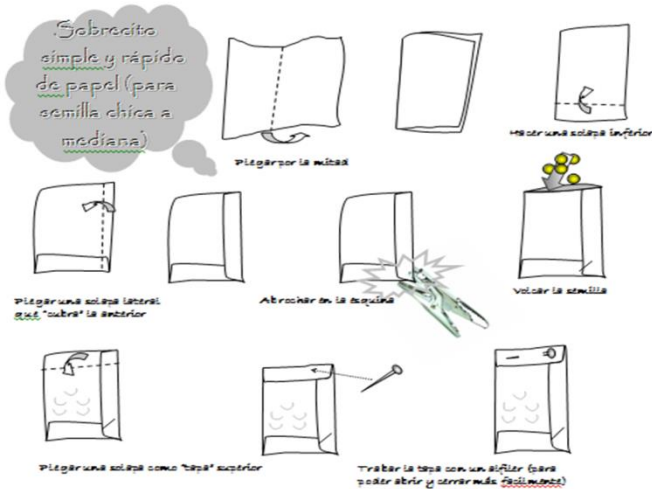 Sobrecito
simple y rápido
de papel (para
semilla chica a
mediana)
Plegar por la mitad
Hacer una solapa inferior
Plegar una solapa lateral
que "cubra" la anterior
Abrochar en la esquina
Volcar la semilla
Plegar una solapa como "tapa" superior
Trabar la tapa con un alfiler (para
poder abrir y cerrar más facilmente)